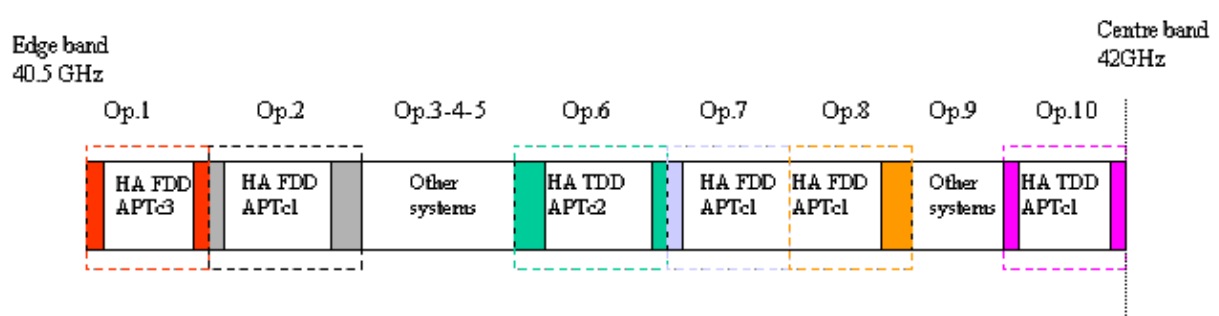 Edge band
40.5 GHz
Centre band
42GHz
Op.1 Op.2 Op.3-4-5 Op.6 Op.7 Op.8 Op.9 Op.10
HA FDD
APTc3
HA FDD
APTc1
Other
systems
HA TDD
APTc2
HA FDD
APTc1
HA FDD
APTc1
Other
systems
HA TDD
APTc1